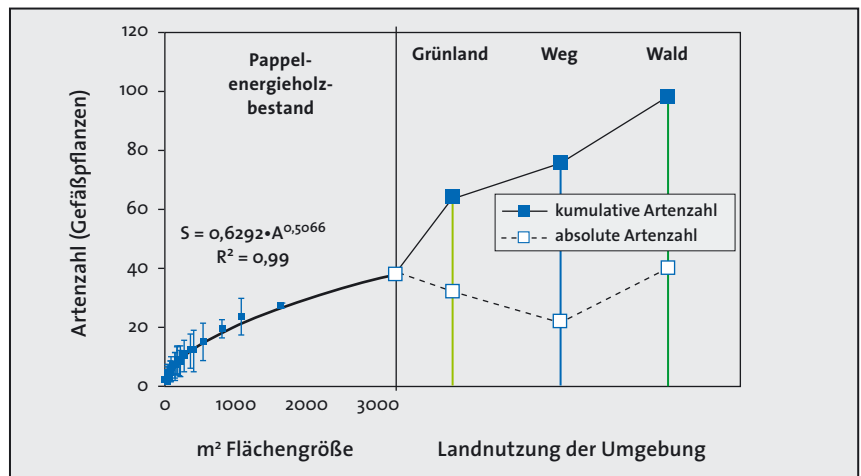 120
100
80
60
40
20
0
Artenzahl (Gefäßpflanzen)
Pappel-
energieholz-
bestand
S = 0,6292•A^0,5066
R² = 0,99
Grünland
Weg
Wald
kumulative Artenzahl
absolute Artenzahl
0 1000 2000 3000
m² Flächengröße
Landnutzung der Umgebung